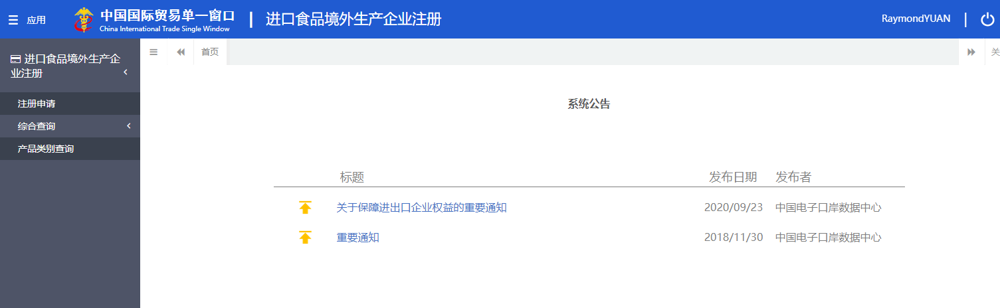 应用
中国国际贸易单一窗口
China International Trade Single Window
进口食品境外生产企业注册
RaymondYUAN
进口食品境外生产企
业注册
首页
关
注册申请
综合查询
产品类别查询
系统公告
标题 发布日期 发布者
关于保障进出口企业权益的重要通知 2020/09/23 中国电子口岸数据中心
重要通知 2018/11/30 中国电子口岸数据中心